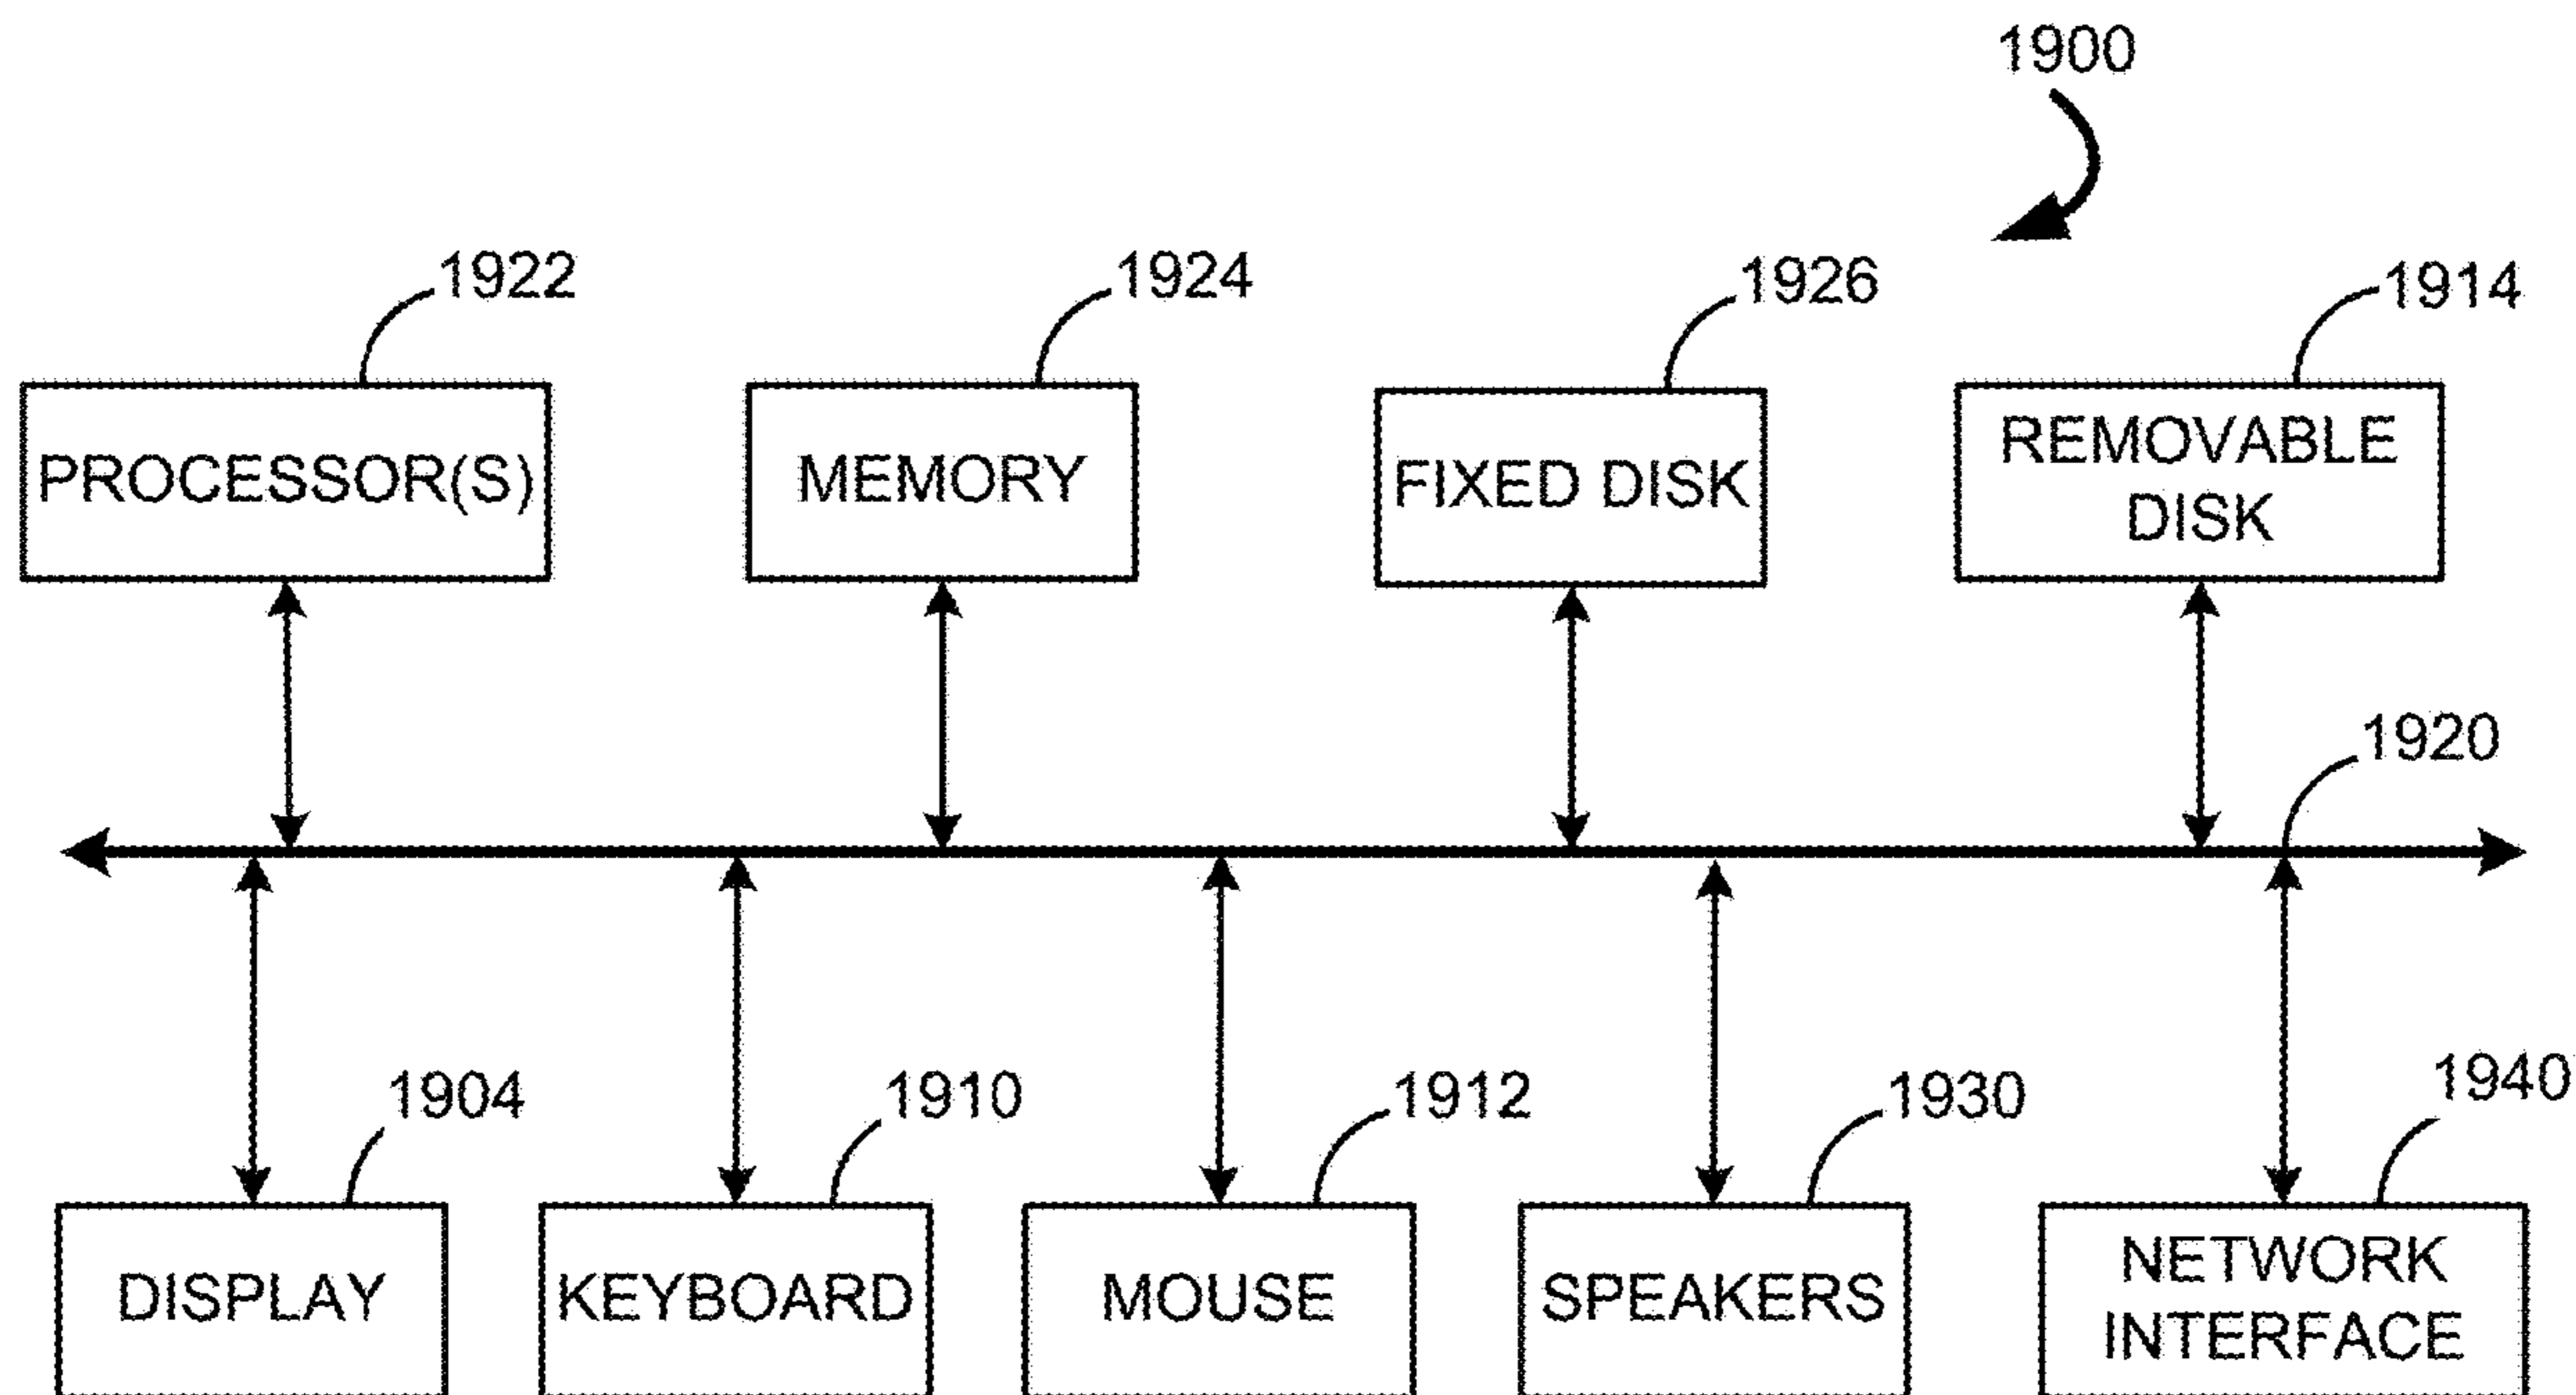 1900
1922
1924
1926
1914
PROCESSOR(S)
MEMORY
FIXED DISK
REMOVABLE
DISK
1920
1904
1910
1912
1930
1940
DISPLAY
KEYBOARD
MOUSE
SPEAKERS
NETWORK
INTERFACE